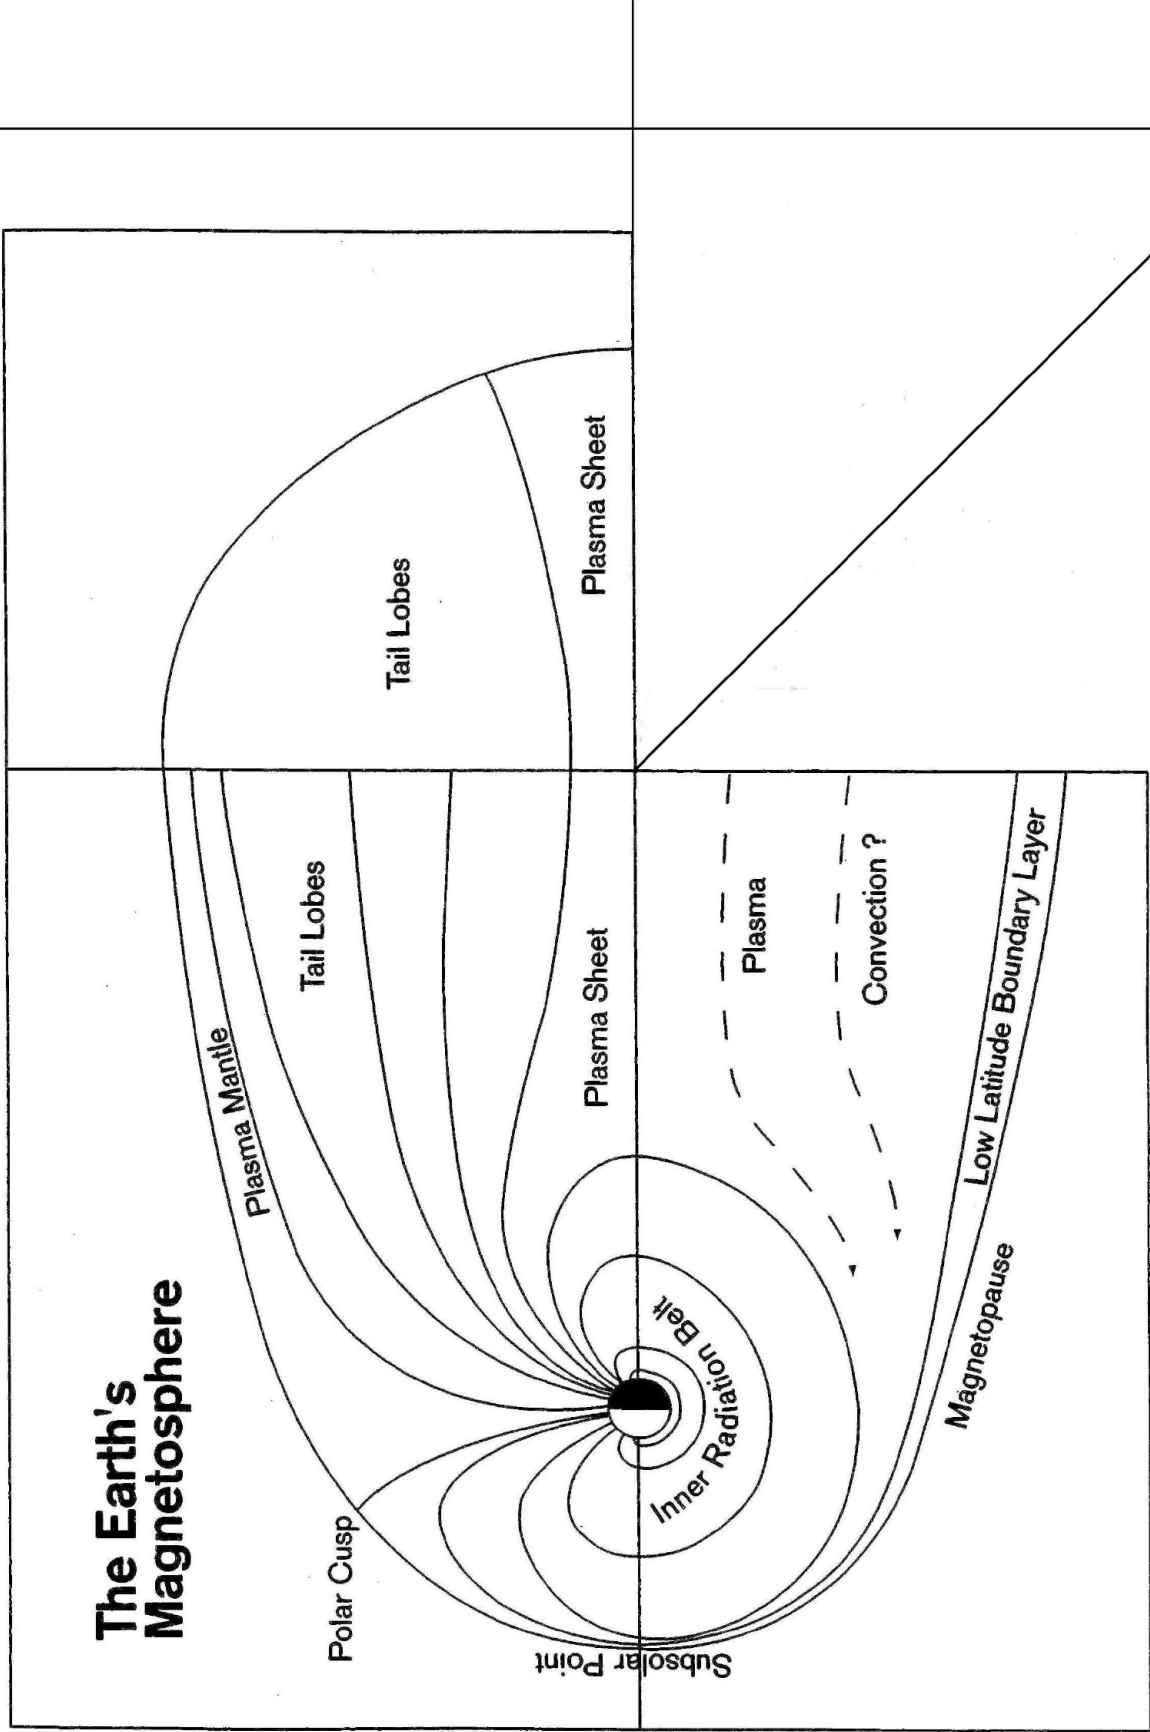 The Earth's
Magnetosphere
Polar Cusp
Plasma Mantle
Tail Lobes
Tail Lobes
Plasma Sheet
Plasma Sheet
Subsolar Point
Inner Radiation Belt
Plasma
Convection ?
Low Latitude Boundary Layer
Magnetopause